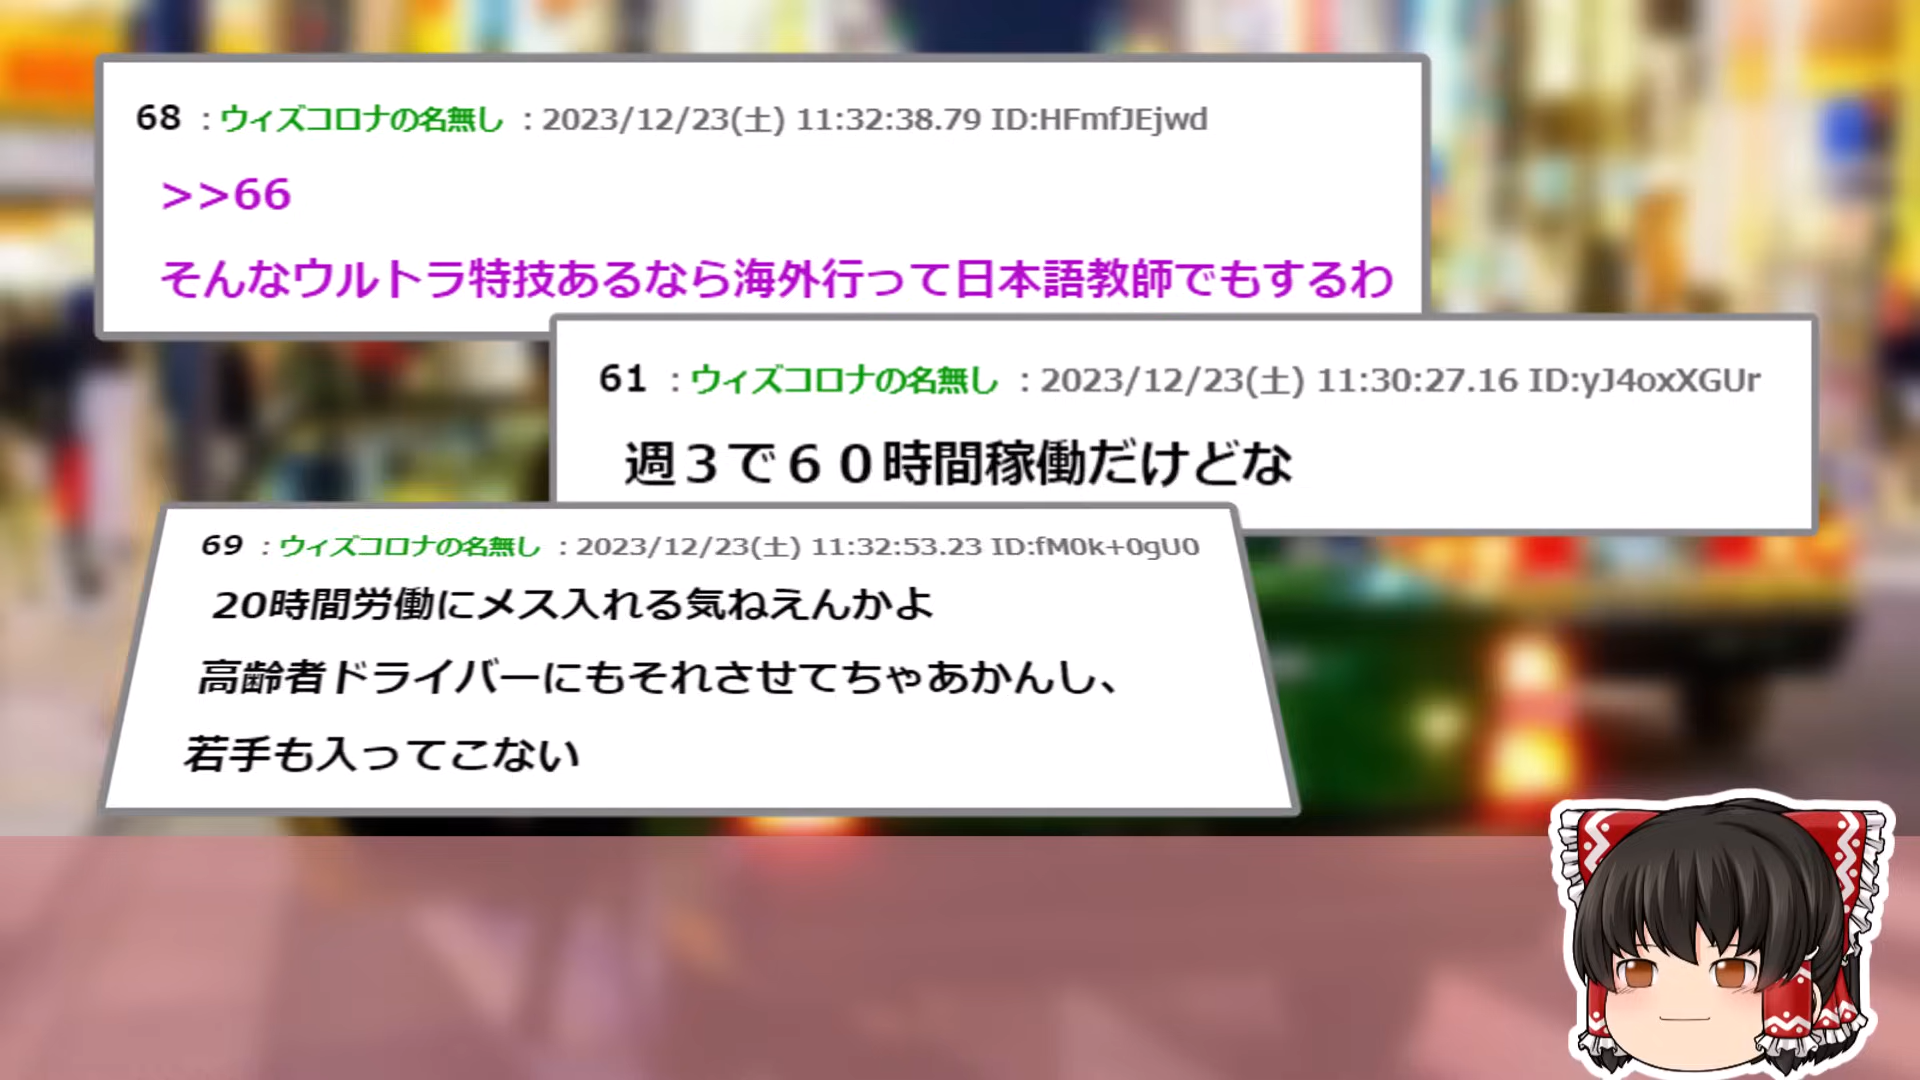 68 ：ウィズコロナの名無し ：2023/12/23(土) 11:32:38.79 ID:HFmfJEjwd
>>66
そんなウルトラ特技あるなら海外行って日本語教師でもするわ
61 ：ウィズコロナの名無し ：2023/12/23(土) 11:30:27.16 ID:yJ4oxXGUr
週３で６０時間稼働だけどな
69 ：ウィズコロナの名無し ：2023/12/23(土) 11:32:53.23 ID:fM0k+0gU0
20時間労働にメス入れる気ねえんかよ
高齢者ドライバーにもそれさせてちゃあかんし、
若手も入ってこない